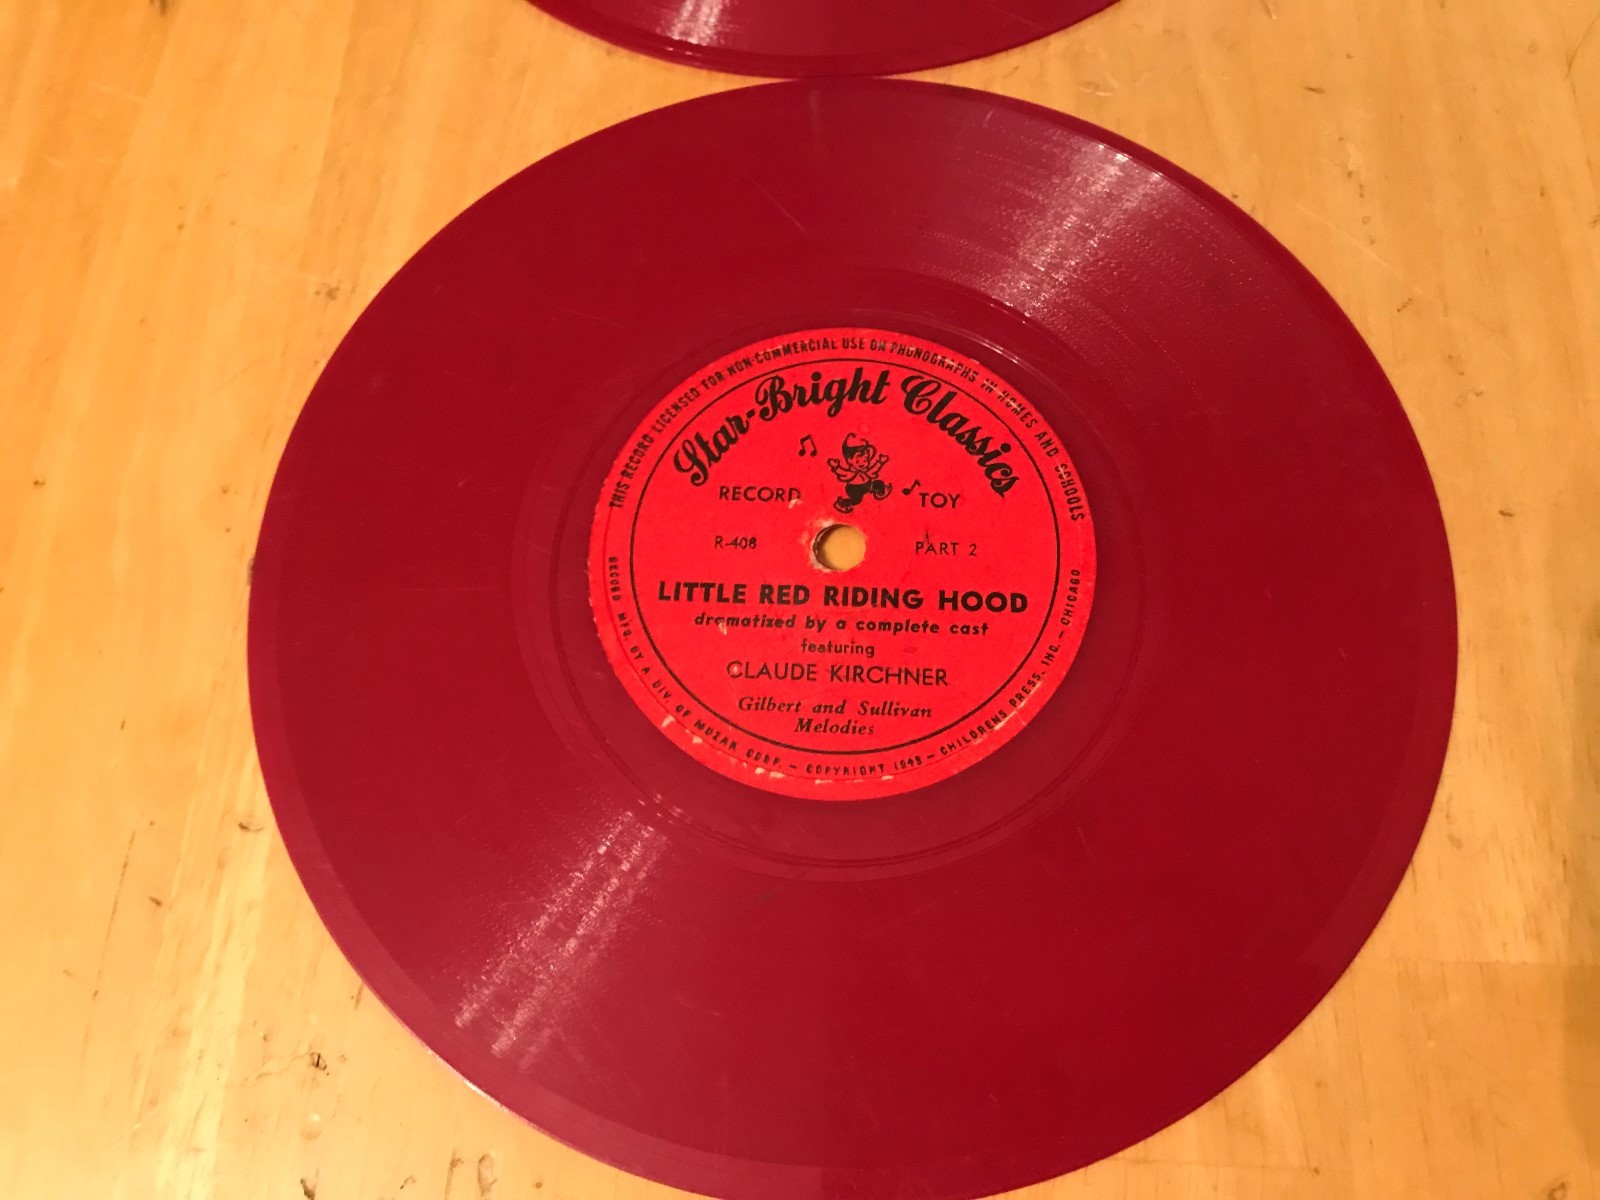 THIS RECORD LICENSED FOR NON-COMMERCIAL USE ON PHONOGRAPHS IN HOMES AND SCHOOLS
Star-Bright Classics
RECORD TOY
R-408 PART 2
LITTLE RED RIDING HOOD
dramatized by a complete cast
featuring
CLAUDE KIRCHNER
Gilbert and Sullivan
Melodies
RECORD MFG. BY A DIV. OF MUZAK CORP. – COPYRIGHT 1948 – CHILDRENS PRESS, INC. – CHICAGO